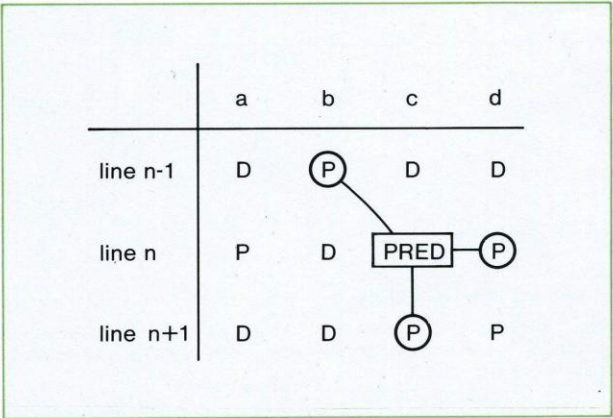 a b c d
line n-1 D P D D
line n P D PRED P
line n+1 D D P P